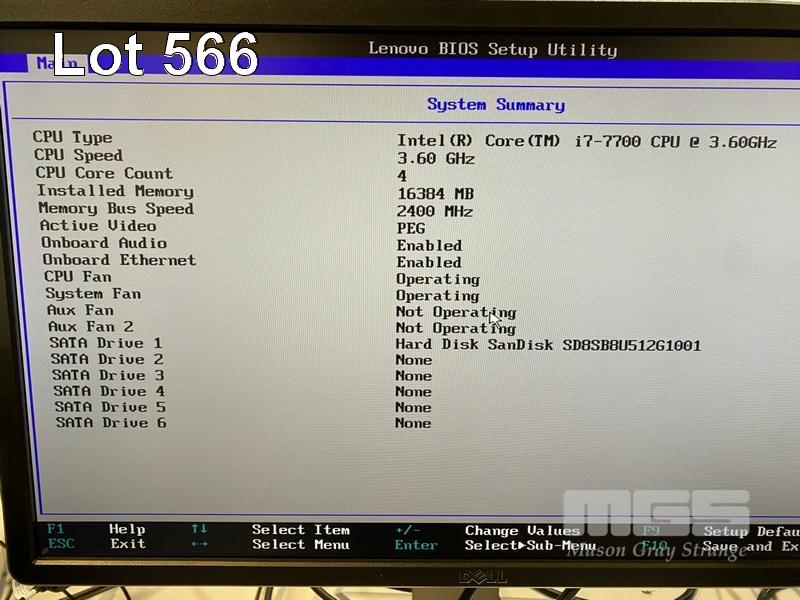 Lot 566
Lenovo BIOS Setup Utility
Main
System Summary
CPU Type Intel(R) Core(TM) i7-7700 CPU @ 3.60GHz
CPU Speed 3.60 GHz
CPU Core Count 4
Installed Memory 16384 MB
Memory Bus Speed 2400 MHz
Active Video PEG
Onboard Audio Enabled
Onboard Ethernet Enabled
CPU Fan Operating
System Fan Operating
Aux Fan Not Operating
Aux Fan 2 Not Operating
SATA Drive 1 Hard Disk SanDisk SD8SB8U512G1001
SATA Drive 2 None
SATA Drive 3 None
SATA Drive 4 None
SATA Drive 5 None
SATA Drive 6 None
F1 Help ↑↓ Select Item +/- Change Values F9 Setup Defau
ESC Exit ←→ Select Menu Enter Select▶Sub-Menu F10 Save and Ex
MGS
Mason Gray Strange
DELL